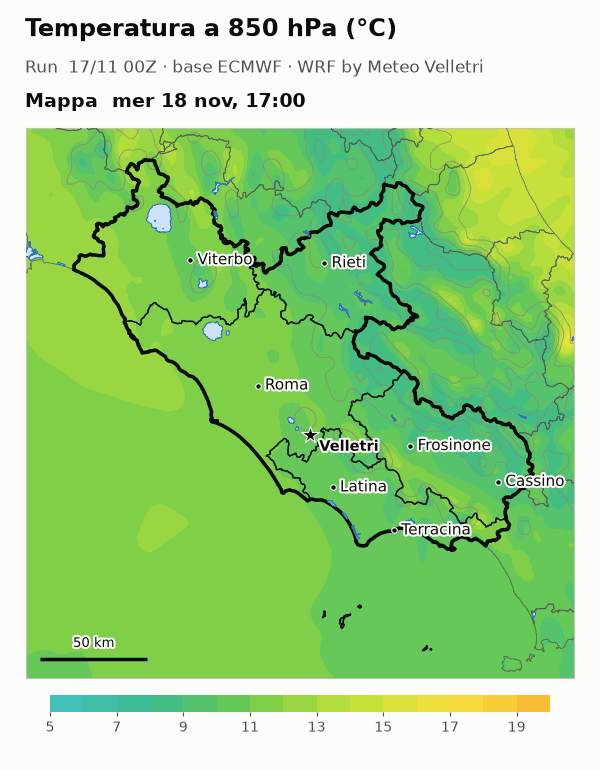 Temperatura a 850 hPa (°C)
Run  17/11 00Z · base ECMWF · WRF by Meteo Velletri
Mappa  mer 18 nov, 17:00
Viterbo
Rieti
Roma
Velletri
Frosinone
Latina
Cassino
Terracina
50 km
5 7 9 11 13 15 17 19